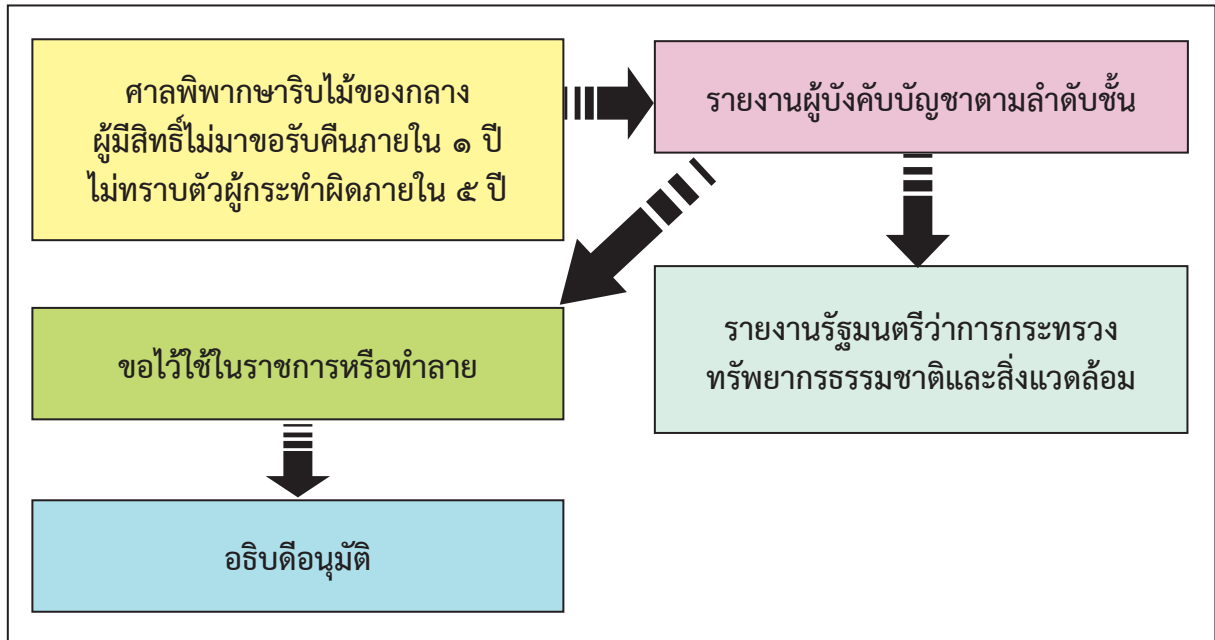 ศาลพิพากษาริบไม้ของกลาง
ผู้มีสิทธิ์ไม่มาขอรับคืนภายใน ๑ ปี
ไม่ทราบตัวผู้กระทำผิดภายใน ๕ ปี
รายงานผู้บังคับบัญชาตามลำดับชั้น
ขอไว้ใช้ในราชการหรือทำลาย
รายงานรัฐมนตรีว่าการกระทรวง
ทรัพยากรธรรมชาติและสิ่งแวดล้อม
อธิบดีอนุมัติ